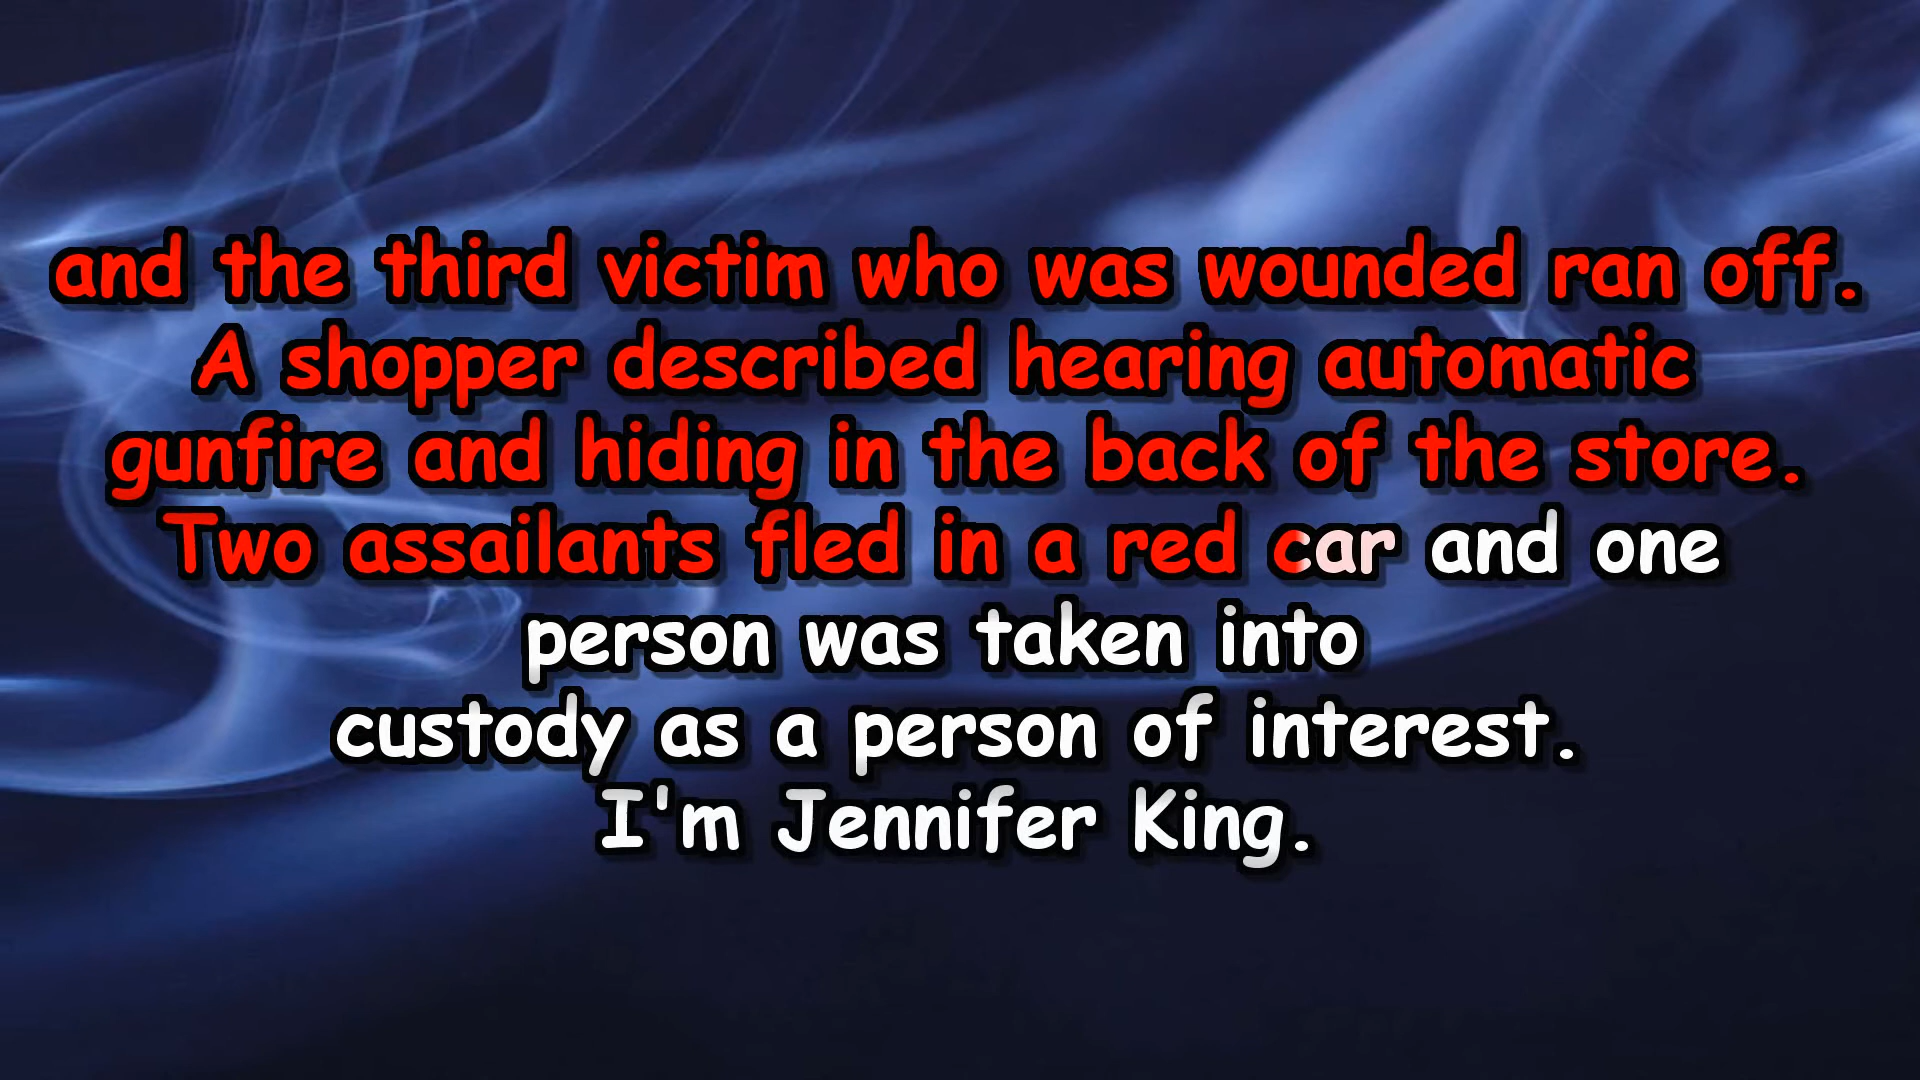 and the third victim who was wounded ran off.
A shopper described hearing automatic
gunfire and hiding in the back of the store.
Two assailants fled in a red car and one
person was taken into
custody as a person of interest.
I'm Jennifer King.